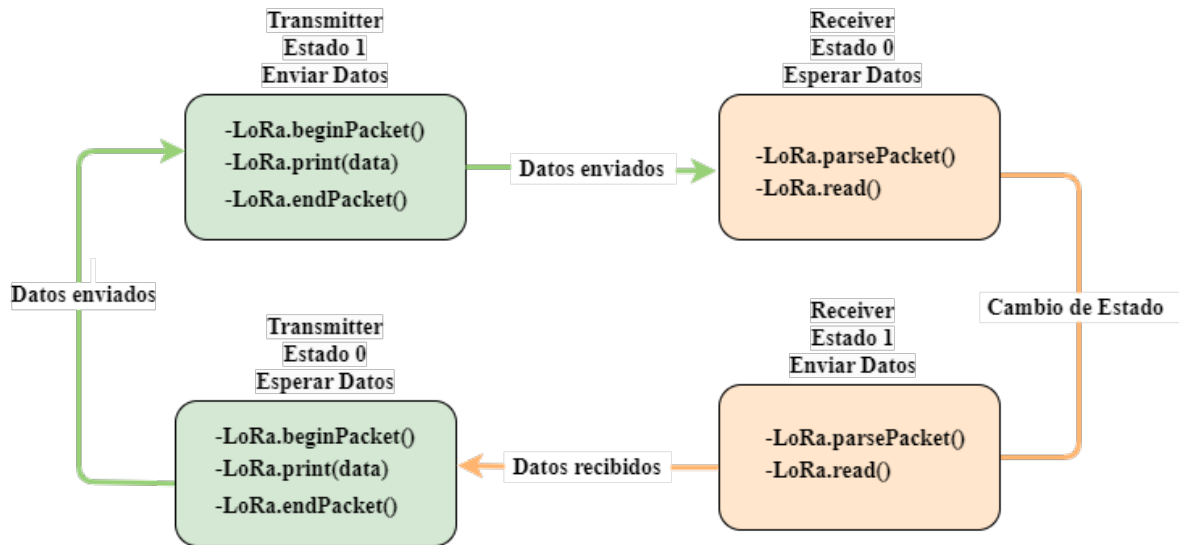 Transmitter
Estado 1
Enviar Datos
-LoRa.beginPacket()
-LoRa.print(data)
-LoRa.endPacket()
Datos enviados
Receiver
Estado 0
Esperar Datos
-LoRa.parsePacket()
-LoRa.read()
Cambio de Estado
Receiver
Estado 1
Enviar Datos
-LoRa.parsePacket()
-LoRa.read()
Datos recibidos
Transmitter
Estado 0
Esperar Datos
-LoRa.beginPacket()
-LoRa.print(data)
-LoRa.endPacket()
Datos enviados